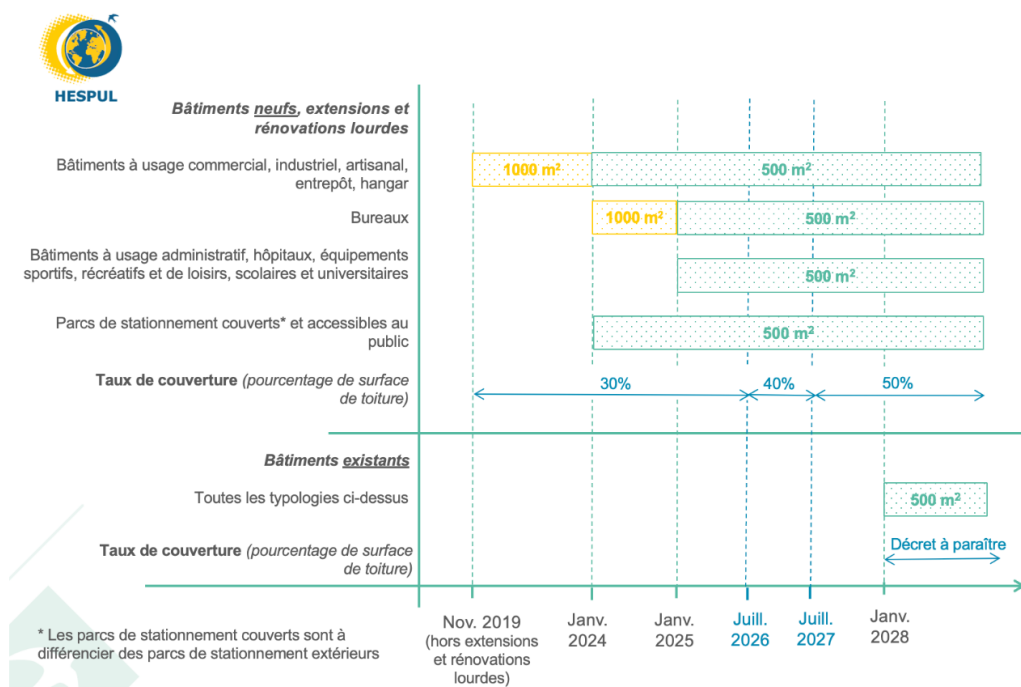 HESPUL
Bâtiments neufs, extensions et
rénovations lourdes
Bâtiments à usage commercial, industriel, artisanal,
entrepôt, hangar
1000 m²
500 m²
Bureaux
1000 m²
500 m²
Bâtiments à usage administratif, hôpitaux, équipements
sportifs, récréatifs et de loisirs, scolaires et universitaires
500 m²
Parcs de stationnement couverts* et accessibles au
public
500 m²
Taux de couverture (pourcentage de surface
de toiture)
30%
40%
50%
Bâtiments existants
Toutes les typologies ci-dessus
500 m²
Taux de couverture (pourcentage de surface
de toiture)
Décret à paraître
Nov. 2019
(hors extensions
et rénovations
lourdes)
Janv.
2024
Janv.
2025
Juill.
2026
Juill.
2027
Janv.
2028
* Les parcs de stationnement couverts sont à
différencier des parcs de stationnement extérieurs